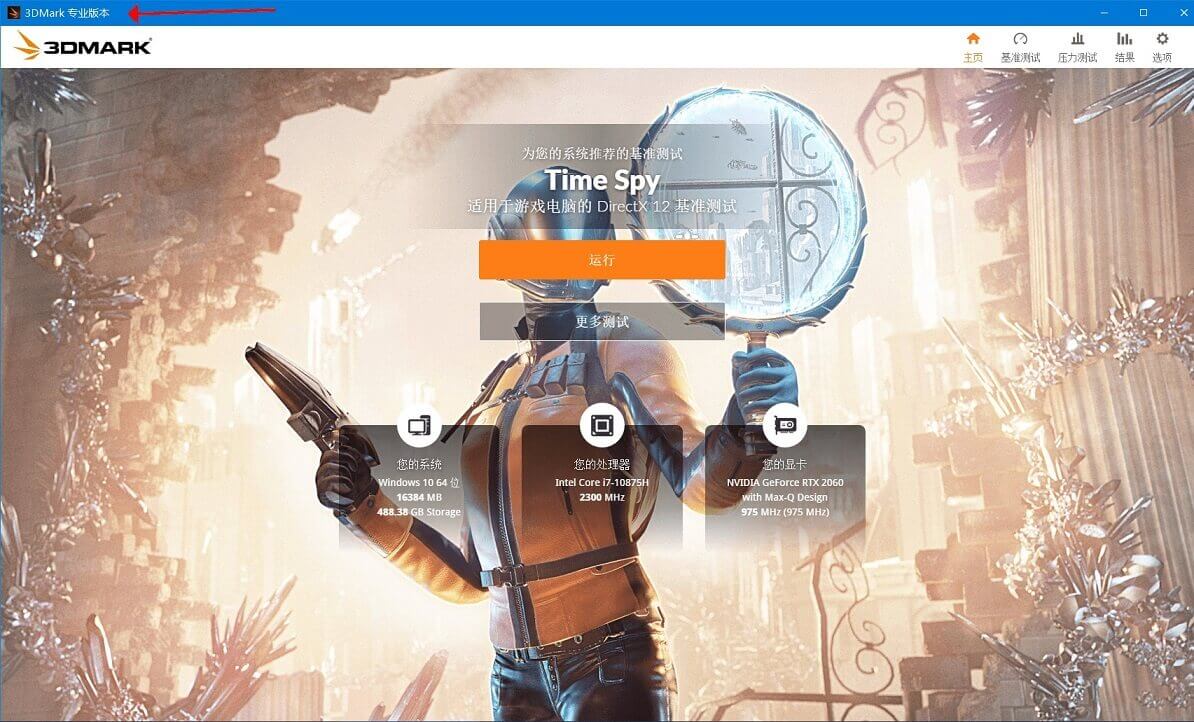 3DMark 专业版本
3DMARK
主页
基准测试
压力测试
结果
选项
为您的系统推荐的基准测试
Time Spy
适用于游戏电脑的 DirectX 12 基准测试
运行
更多测试
您的系统
Windows 10 64 位
16384 MB
488.38 GB Storage
您的处理器
Intel Core i7-10875H
2300 MHz
您的显卡
NVIDIA GeForce RTX 2060
with Max-Q Design
975 MHz (975 MHz)